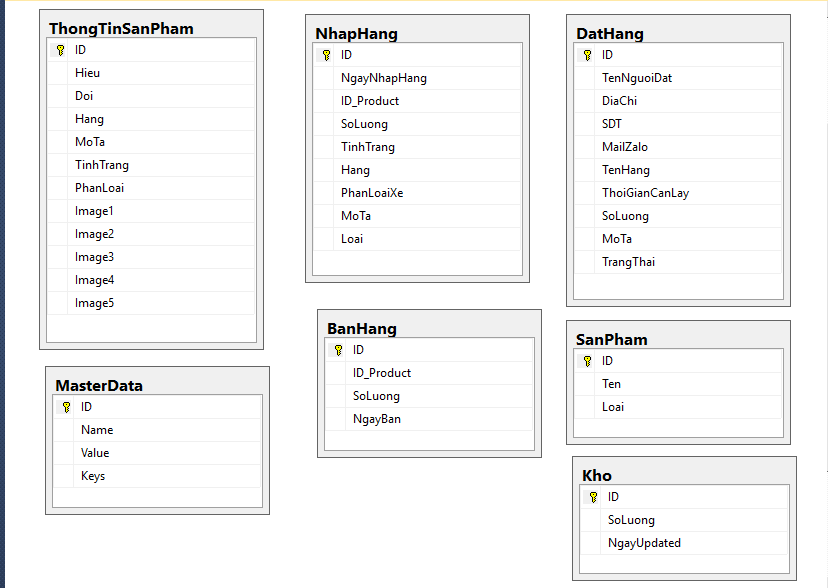 ThongTinSanPham
ID
Hieu
Doi
Hang
MoTa
TinhTrang
PhanLoai
Image1
Image2
Image3
Image4
Image5
NhapHang
ID
NgayNhapHang
ID_Product
SoLuong
TinhTrang
Hang
PhanLoaiXe
MoTa
Loai
DatHang
ID
TenNguoiDat
DiaChi
SDT
MailZalo
TenHang
ThoiGianCanLay
SoLuong
MoTa
TrangThai
MasterData
ID
Name
Value
Keys
BanHang
ID
ID_Product
SoLuong
NgayBan
SanPham
ID
Ten
Loai
Kho
ID
SoLuong
NgayUpdated